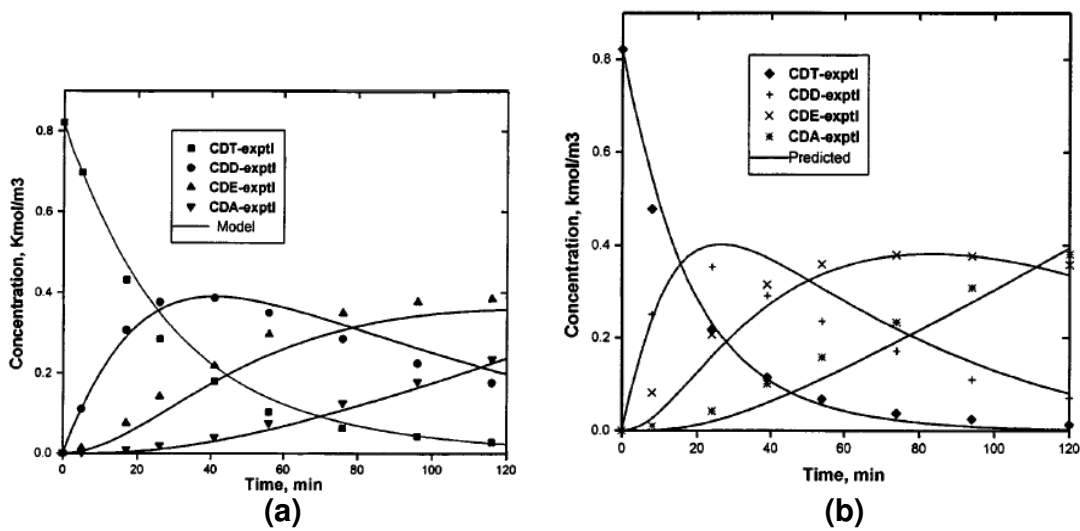 0.8
0.6
0.4
0.2
0.0
Concentration, Kmol/m3
CDT-exptl
CDD-exptl
CDE-exptl
CDA-exptl
Model
0 20 40 60 80 100 120
Time, min
(a)
0.8
0.6
0.4
0.2
0.0
Concentration, kmol/m3
CDT-exptl
CDD-exptl
CDE-exptl
CDA-exptl
Predicted
0 20 40 60 80 100 120
Time, min
(b)